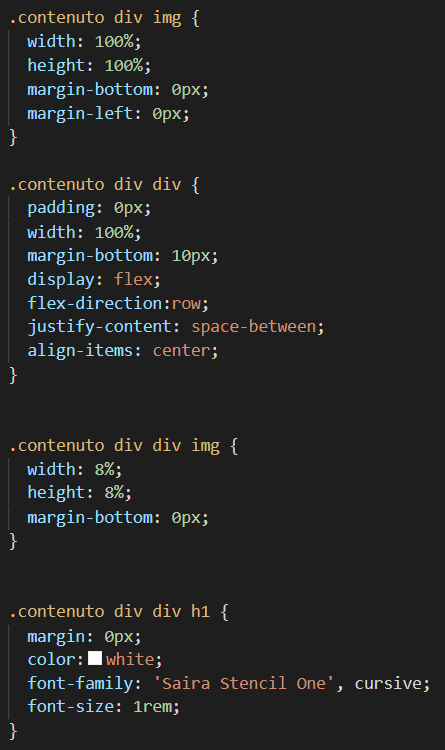 .contenuto div img {
width: 100%;
height: 100%;
margin-bottom: 0px;
margin-left: 0px;
}
.contenuto div div {
padding: 0px;
width: 100%;
margin-bottom: 10px;
display: flex;
flex-direction:row;
justify-content: space-between;
align-items: center;
}
.contenuto div div img {
width: 8%;
height: 8%;
margin-bottom: 0px;
}
.contenuto div div h1 {
margin: 0px;
color: white;
font-family: 'Saira Stencil One', cursive;
font-size: 1rem;
}